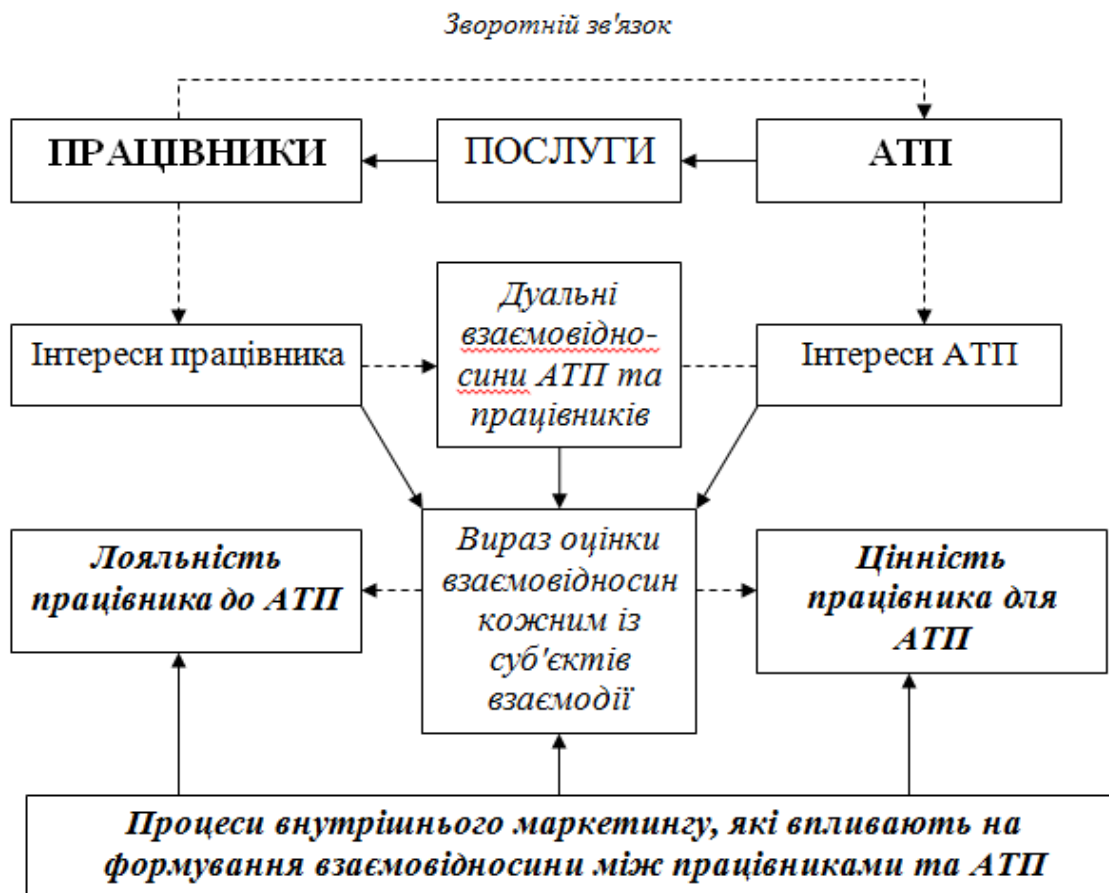 Зворотній зв'язок
ПРАЦІВНИКИ
ПОСЛУГИ
АТП
Дуальні
взаємовідно-
сини АТП та
працівників
Інтереси працівника
Інтереси АТП
Лояльність
працівника до АТП
Вираз оцінки
взаємовідносин
кожним із
суб'єктів
взаємодії
Цінність
працівника для
АТП
Процеси внутрішнього маркетингу, які впливають на
формування взаємовідносини між працівниками та АТП